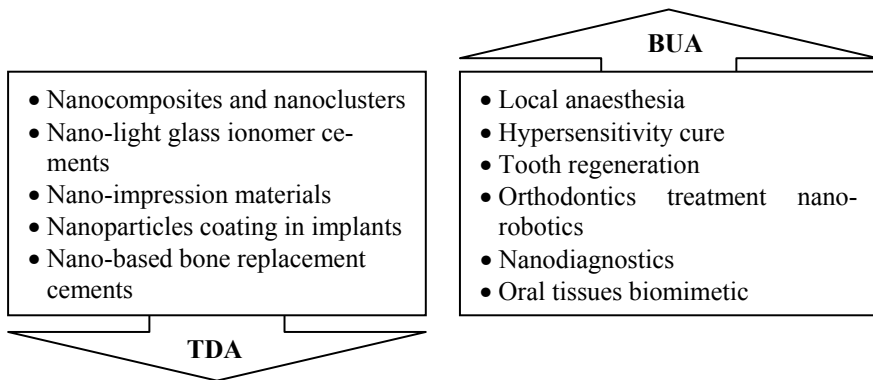 • Nanocomposites and nanoclusters
• Nano-light glass ionomer ce-
ments
• Nano-impression materials
• Nanoparticles coating in implants
• Nano-based bone replacement
cements
TDA
BUA
• Local anaesthesia
• Hypersensitivity cure
• Tooth regeneration
• Orthodontics treatment nano-
robotics
• Nanodiagnostics
• Oral tissues biomimetic